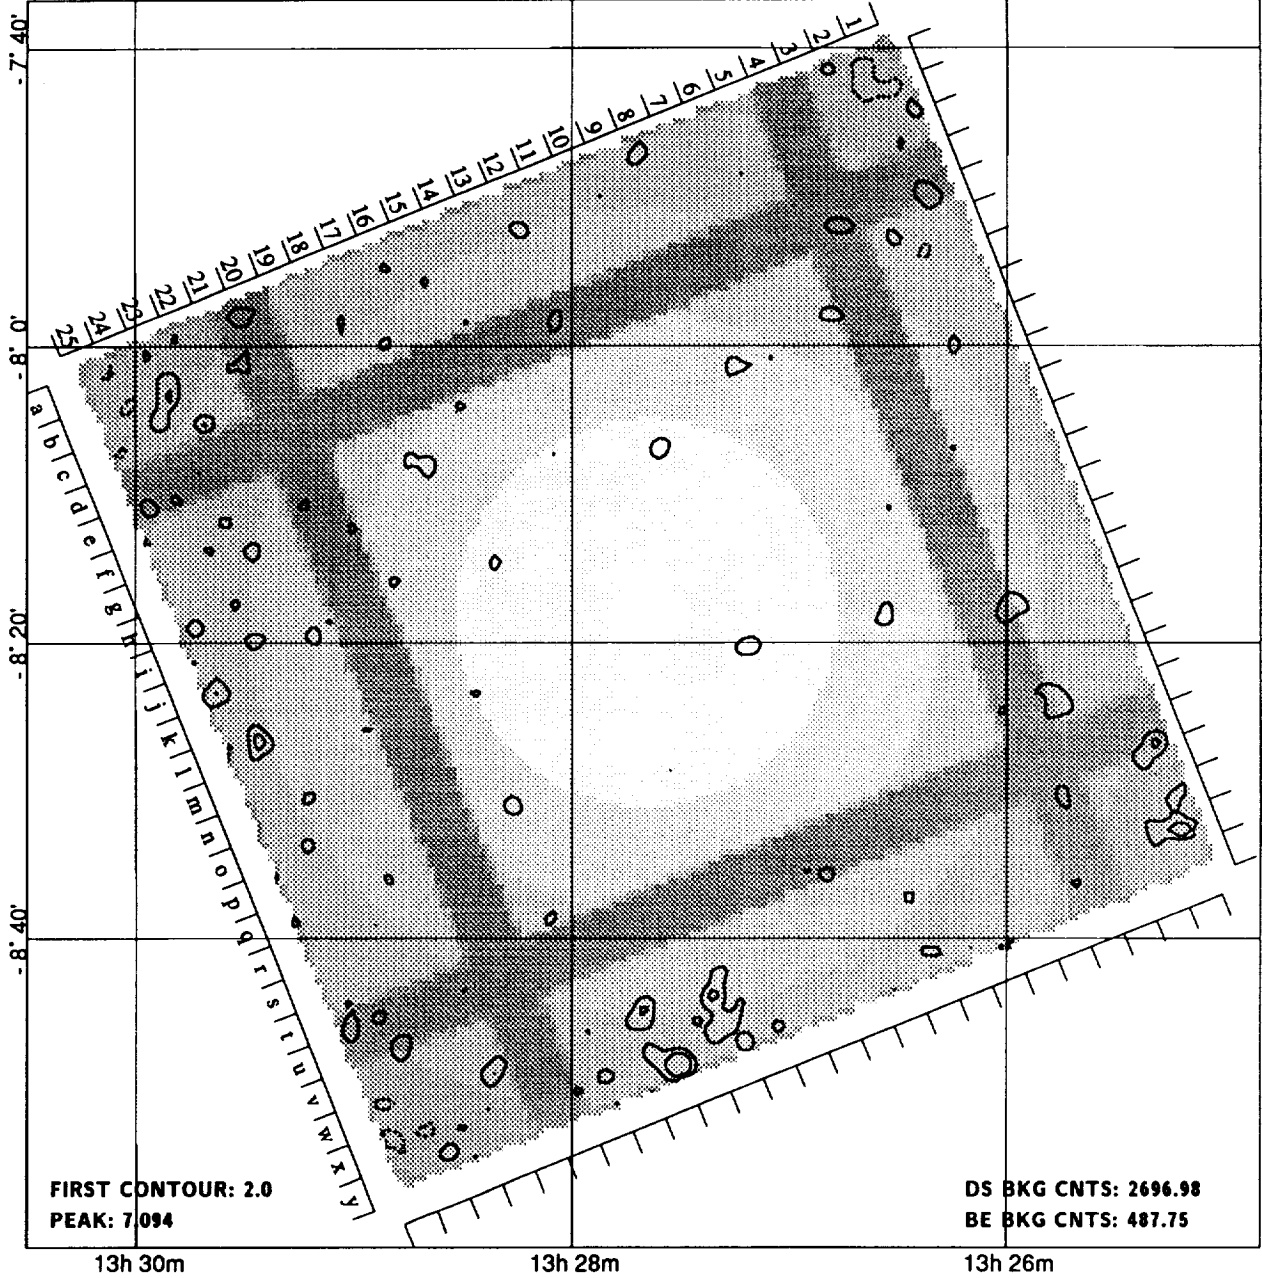 - 7° 40'
- 8° 0'
- 8° 20'
- 8° 40'
1
2
3
4
5
6
7
8
9
10
11
12
13
14
15
16
17
18
19
20
21
22
23
24
25
a
b
c
d
e
f
g
h
i
j
k
l
m
n
o
p
q
r
s
t
u
v
w
x
y
FIRST CONTOUR: 2.0
PEAK: 7.094
DS BKG CNTS: 2696.98
BE BKG CNTS: 487.75
13h 30m
13h 28m
13h 26m